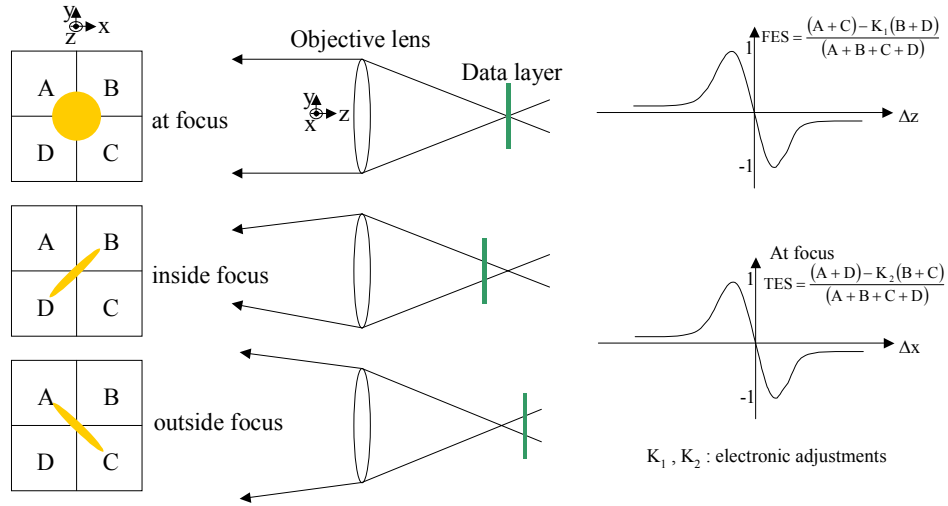 y
x
z
A B
D C
at focus
A B
D C
inside focus
A B
D C
outside focus
Objective lens
Data layer
y
x
z
1
FES = (A+C) − K₁(B+D) / (A+B+C+D)
Δz
-1
At focus
1
TES = (A+D) − K₂(B+C) / (A+B+C+D)
Δx
-1
K₁ , K₂ : electronic adjustments